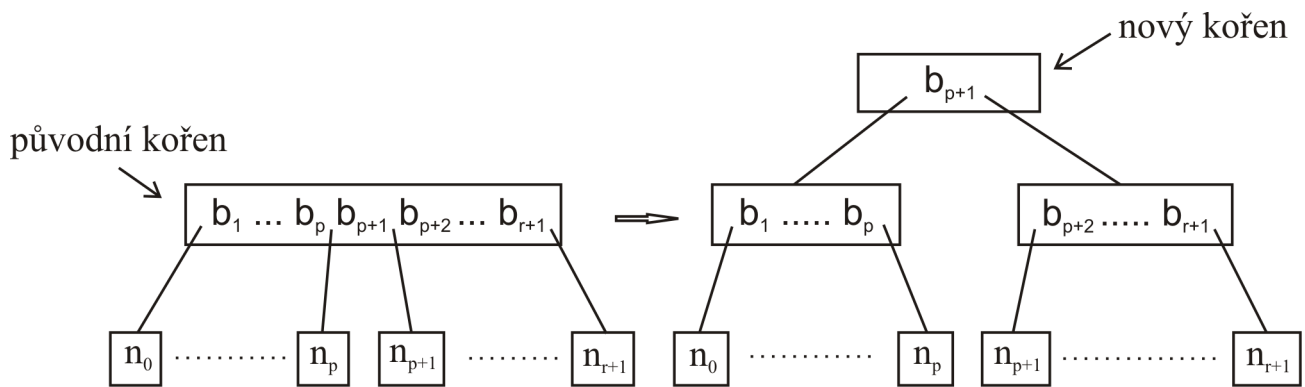 nový kořen
b_{p+1}
původní kořen
b_1 ... b_p b_{p+1} b_{p+2} ... b_{r+1}
b_1 ..... b_p
b_{p+2} ..... b_{r+1}
n_0 .......... n_p n_{p+1} ......... n_{r+1}
n_0 ............ n_p n_{p+1} ............... n_{r+1}